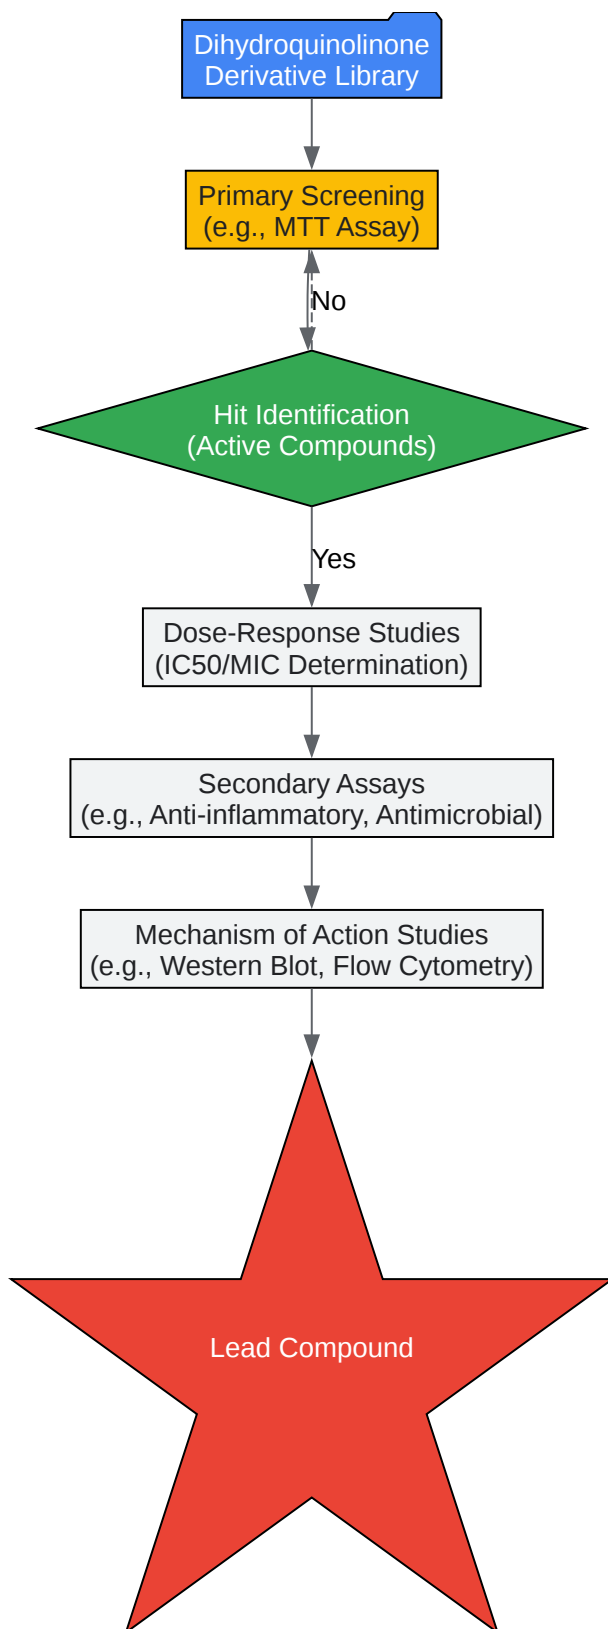 Dihydroquinolinone
Derivative Library
Primary Screening
(e.g., MTT Assay)
No
Hit Identification
(Active Compounds)
Yes
Dose-Response Studies
(IC50/MIC Determination)
Secondary Assays
(e.g., Anti-inflammatory, Antimicrobial)
Mechanism of Action Studies
(e.g., Western Blot, Flow Cytometry)
Lead Compound